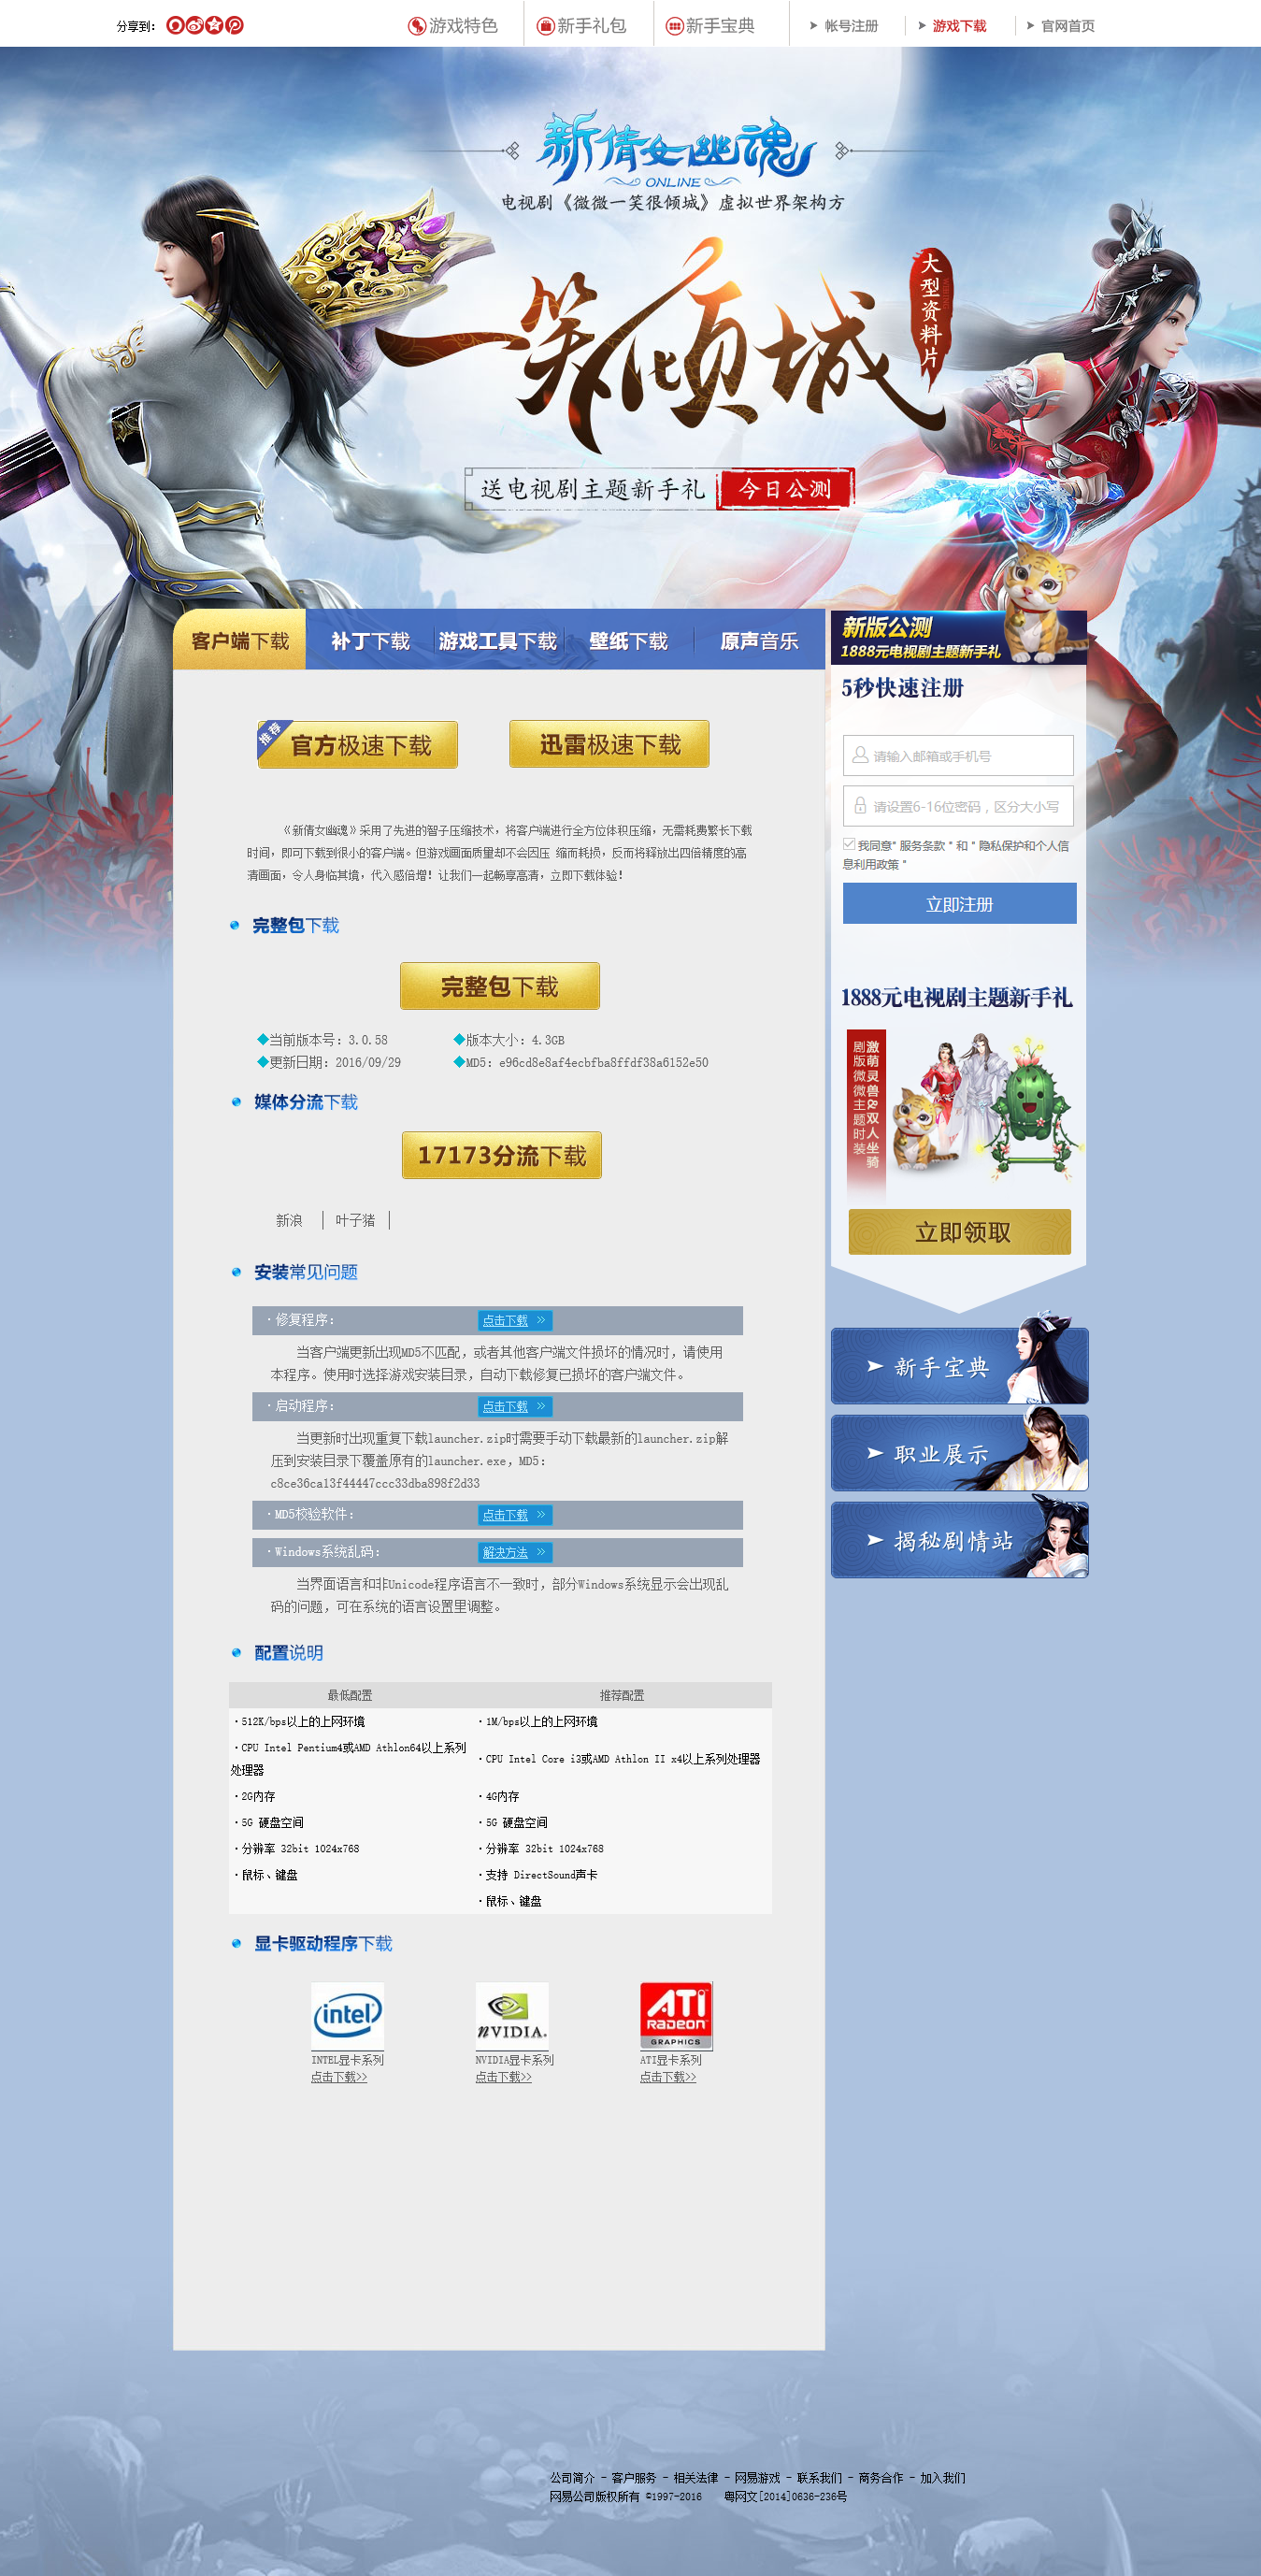 分享到:
游戏特色
新手礼包
新手宝典
帐号注册
游戏下载
官网首页
新倩女幽魂
ONLINE
电视剧《微微一笑很倾城》虚拟世界架构方
一笑倾城
大型资料片
送电视剧主题新手礼 今日公测
客户端下载
补丁下载
游戏工具下载
壁纸下载
原声音乐
推荐
官方极速下载
迅雷极速下载
《新倩女幽魂》采用了先进的智子压缩技术，将客户端进行全方位体积压缩，无需耗费繁长下载
时间，即可下载到很小的客户端。但游戏画面质量却不会因压 缩而耗损，反而将释放出四倍精度的高
清画面，令人身临其境，代入感倍增！让我们一起畅享高清，立即下载体验！
完整包下载
完整包下载
◆当前版本号：3.0.58
◆版本大小：4.3GB
◆更新日期：2016/09/29
◆MD5：e96cd8e8af4ecbfba8ffdf38a6152e50
媒体分流下载
17173分流下载
新浪
叶子猪
安装常见问题
·修复程序：
点击下载 >>
当客户端更新出现MD5不匹配，或者其他客户端文件损坏的情况时，请使用
本程序。使用时选择游戏安装目录，自动下载修复已损坏的客户端文件。
·启动程序：
点击下载 >>
当更新时出现重复下载launcher.zip时需要手动下载最新的launcher.zip解
压到安装目录下覆盖原有的launcher.exe，MD5：
c8ce36ca13f44447ccc33dba898f2d33
·MD5校验软件：
点击下载 >>
·Windows系统乱码：
解决方法 >>
当界面语言和非Unicode程序语言不一致时，部分Windows系统显示会出现乱
码的问题，可在系统的语言设置里调整。
配置说明
最低配置
推荐配置
·512K/bps以上的上网环境
·1M/bps以上的上网环境
·CPU Intel Pentium4或AMD Athlon64以上系列
处理器
·CPU Intel Core i3或AMD Athlon II x4以上系列处理器
·2G内存
·4G内存
·5G 硬盘空间
·5G 硬盘空间
·分辨率 32bit 1024x768
·分辨率 32bit 1024x768
·鼠标、键盘
·支持 DirectSound声卡
·鼠标、键盘
显卡驱动程序下载
intel
INTEL显卡系列
点击下载>>
nVIDIA.
NVIDIA显卡系列
点击下载>>
ATI
RADEON
GRAPHICS
ATI显卡系列
点击下载>>
新版公测
1888元电视剧主题新手礼
5秒快速注册
请输入邮箱或手机号
请设置6-16位密码，区分大小写
我同意" 服务条款 " 和 " 隐私保护和个人信
息利用政策 "
立即注册
1888元电视剧主题新手礼
激萌灵兽&双人坐骑
剧版微微主题时装
立即领取
新手宝典
职业展示
揭秘剧情站
公司简介 - 客户服务 - 相关法律 - 网易游戏 - 联系我们 - 商务合作 - 加入我们
网易公司版权所有 ©1997-2016 粤网文[2014]0636-236号